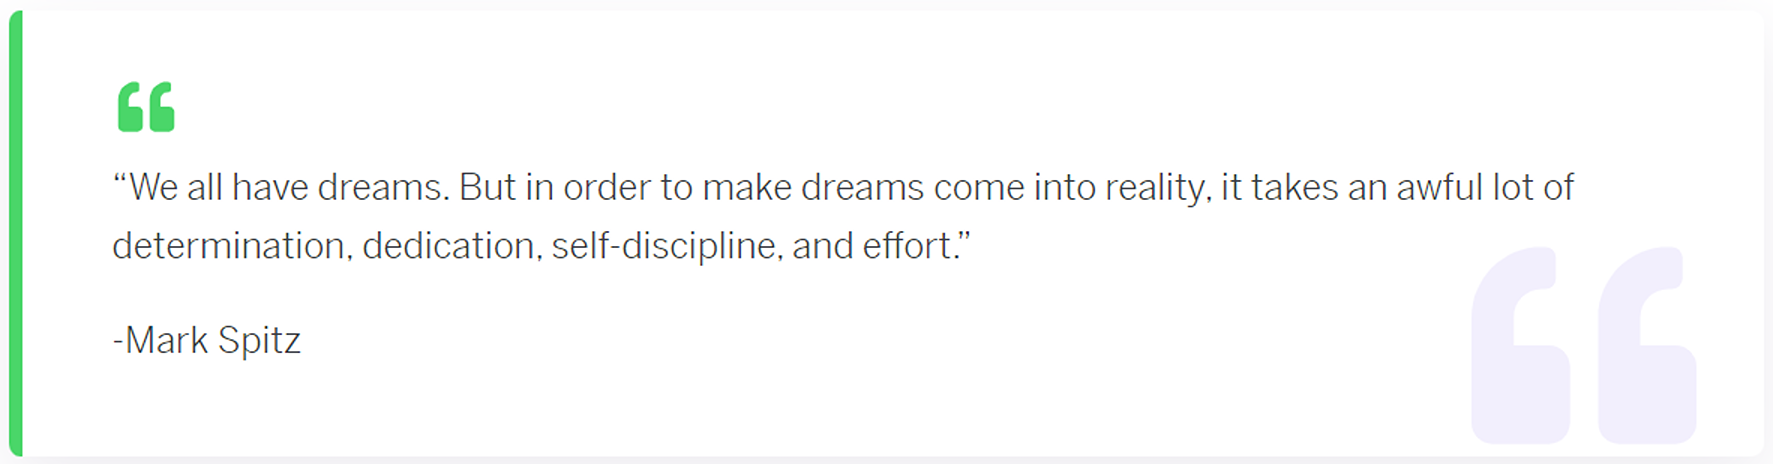 “We all have dreams. But in order to make dreams come into reality, it takes an awful lot of
determination, dedication, self-discipline, and effort.”
-Mark Spitz